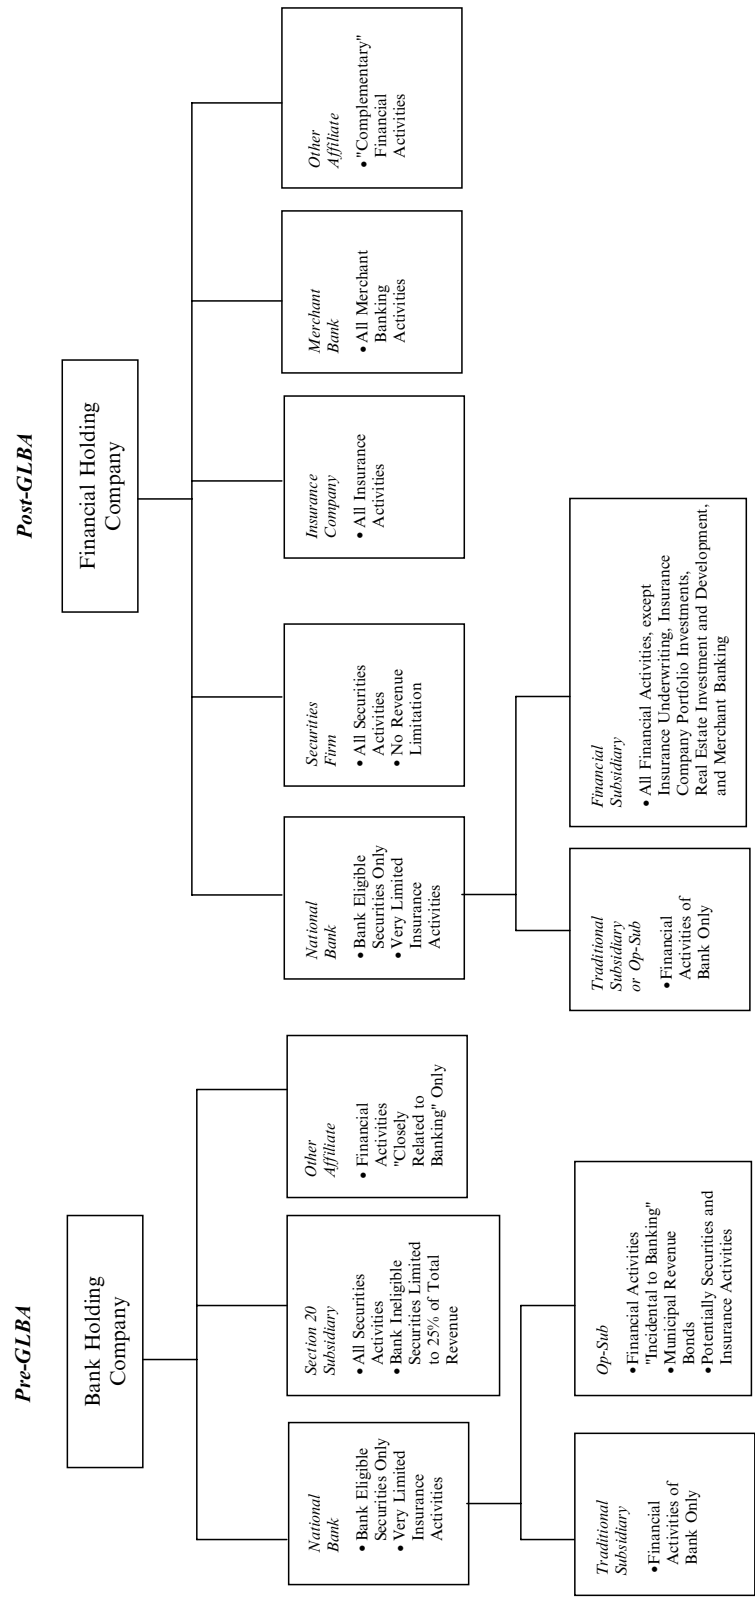 Pre-GLBA
Bank Holding
Company
National
Bank
• Bank Eligible
Securities Only
• Very Limited
Insurance
Activities
Section 20
Subsidiary
• All Securities
Activities
• Bank Ineligible
Securities Limited
to 25% of Total
Revenue
Other
Affiliate
• Financial
Activities
"Closely
Related to
Banking" Only
Traditional
Subsidiary
• Financial
Activities of
Bank Only
Op-Sub
• Financial Activities
"Incidental to Banking"
• Municipal Revenue
Bonds
• Potentially Securities and
Insurance Activities
Post-GLBA
Financial Holding
Company
National
Bank
• Bank Eligible
Securities Only
• Very Limited
Insurance
Activities
Securities
Firm
• All Securities
Activities
• No Revenue
Limitation
Insurance
Company
• All Insurance
Activities
Merchant
Bank
• All Merchant
Banking
Activities
Other
Affiliate
• "Complementary"
Financial
Activities
Traditional
Subsidiary
or Op-Sub
• Financial
Activities of
Bank Only
Financial
Subsidiary
• All Financial Activities, except
Insurance Underwriting, Insurance
Company Portfolio Investments,
Real Estate Investment and Development,
and Merchant Banking